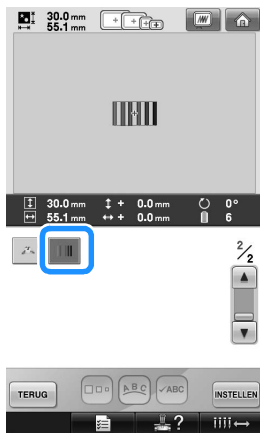 30.0 mm
55.1 mm
30.0 mm + 0.0 mm 0°
55.1 mm + 0.0 mm 6
2/2
TERUG
ABC
ABC
INSTELLEN
?